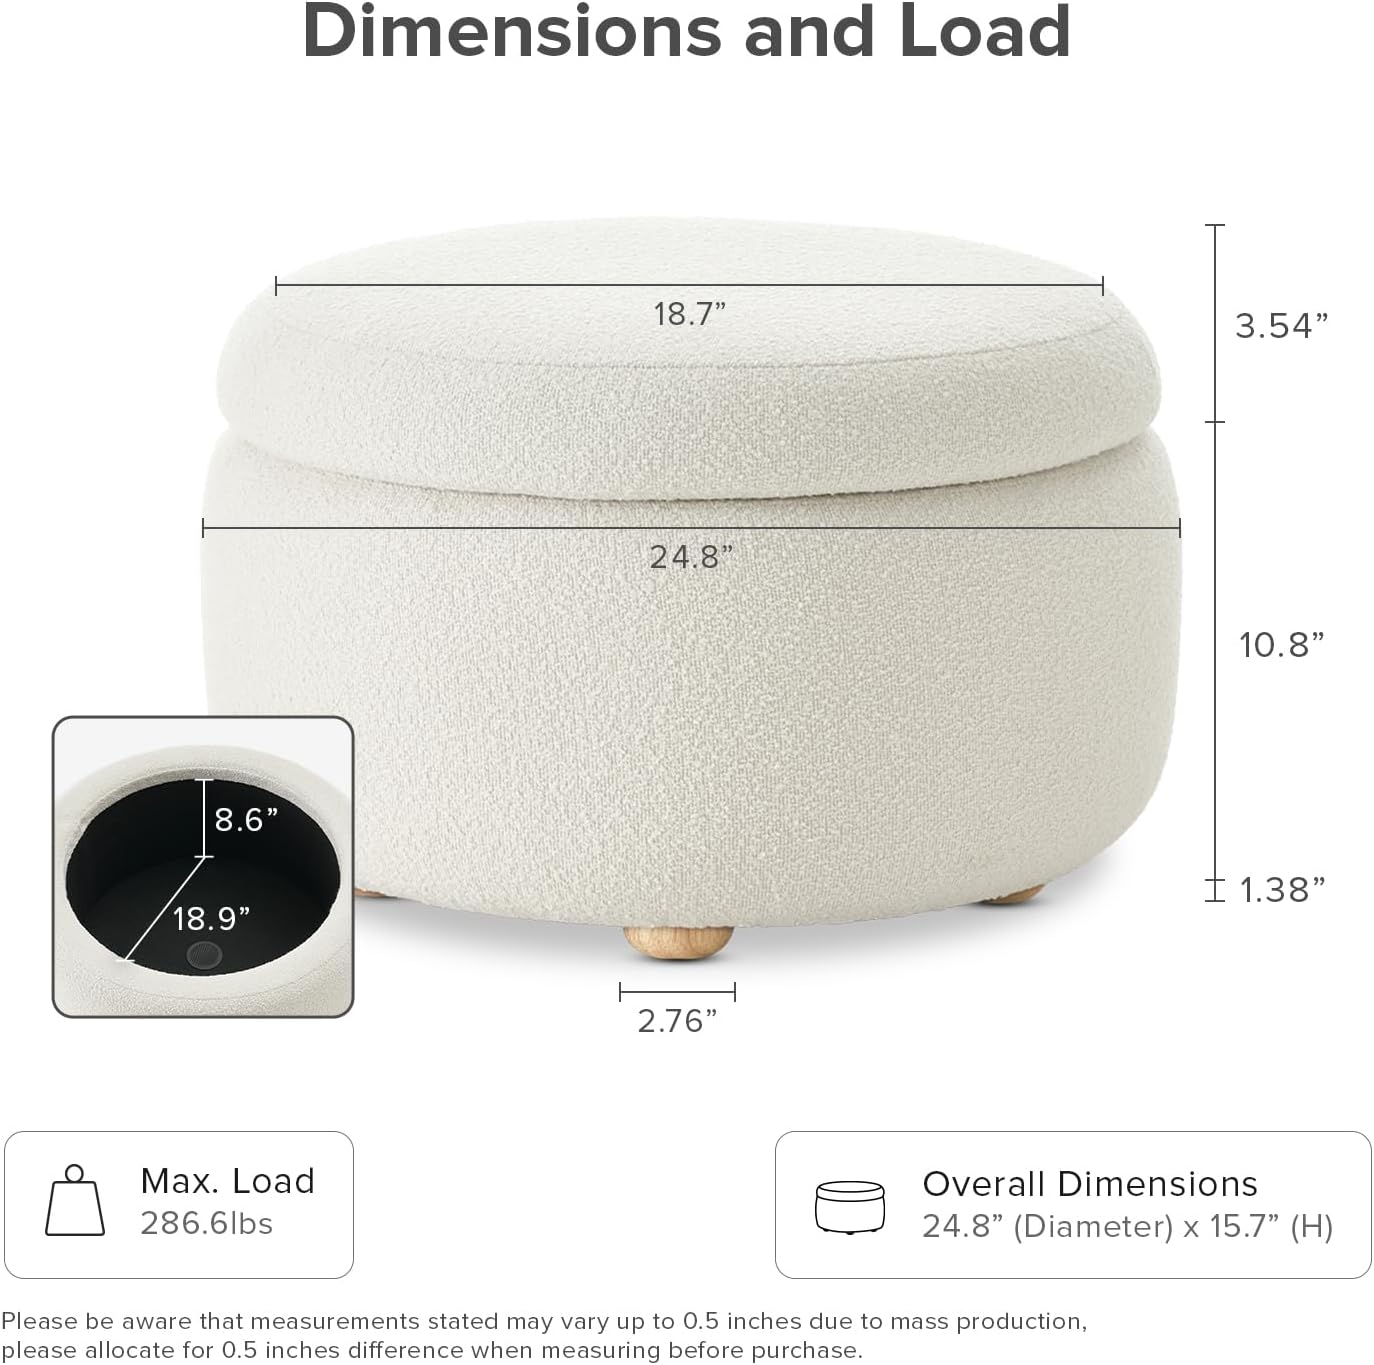 Dimensions and Load
18.7”
3.54”
24.8”
10.8”
8.6”
18.9”
1.38”
2.76”
Max. Load
286.6lbs
Overall Dimensions
24.8” (Diameter) x 15.7” (H)
Please be aware that measurements stated may vary up to 0.5 inches due to mass production,
please allocate for 0.5 inches difference when measuring before purchase.